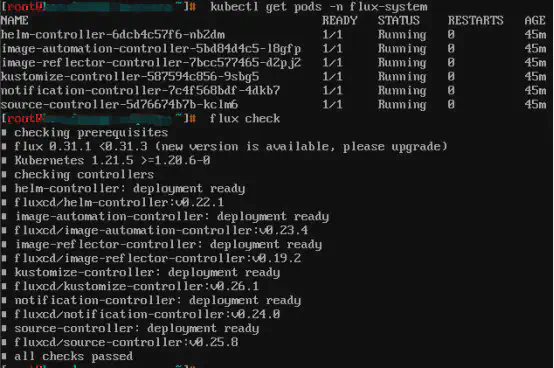 [root@ ]# kubectl get pods -n flux-system
NAME READY STATUS RESTARTS AGE
helm-controller-6dcb4c57f6-nb2dm 1/1 Running 0 45m
image-automation-controller-5bd84d4c5-l8gfp 1/1 Running 0 45m
image-reflector-controller-7bcc577465-d2pj2 1/1 Running 0 45m
kustomize-controller-587594c856-9sbg5 1/1 Running 0 45m
notification-controller-7c4f568bdf-4dkb7 1/1 Running 0 45m
source-controller-5d76674b7b-kclm6 1/1 Running 0 45m
[root@ ]# flux check
checking prerequisites
flux 0.31.1 <0.31.3 (new version is available, please upgrade)
Kubernetes 1.21.5 >=1.20.6-0
checking controllers
helm-controller: deployment ready
fluxcd/helm-controller:v0.22.1
image-automation-controller: deployment ready
fluxcd/image-automation-controller:v0.23.4
image-reflector-controller: deployment ready
fluxcd/image-reflector-controller:v0.19.2
kustomize-controller: deployment ready
fluxcd/kustomize-controller:v0.26.1
notification-controller: deployment ready
fluxcd/notification-controller:v0.24.0
source-controller: deployment ready
fluxcd/source-controller:v0.25.8
all checks passed